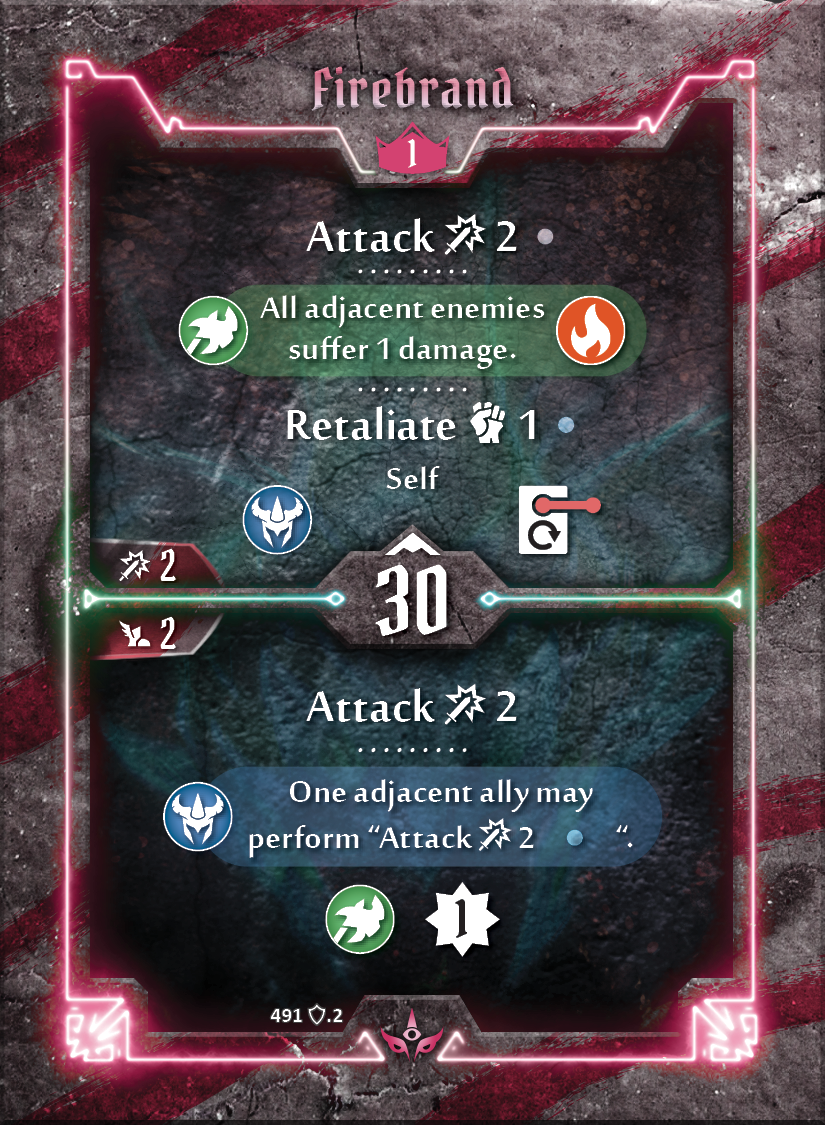 Firebrand
1
Attack 2
All adjacent enemies
suffer 1 damage.
Retaliate 1
Self
2
30
2
Attack 2
One adjacent ally may
perform “Attack 2 “.
1
491 .2